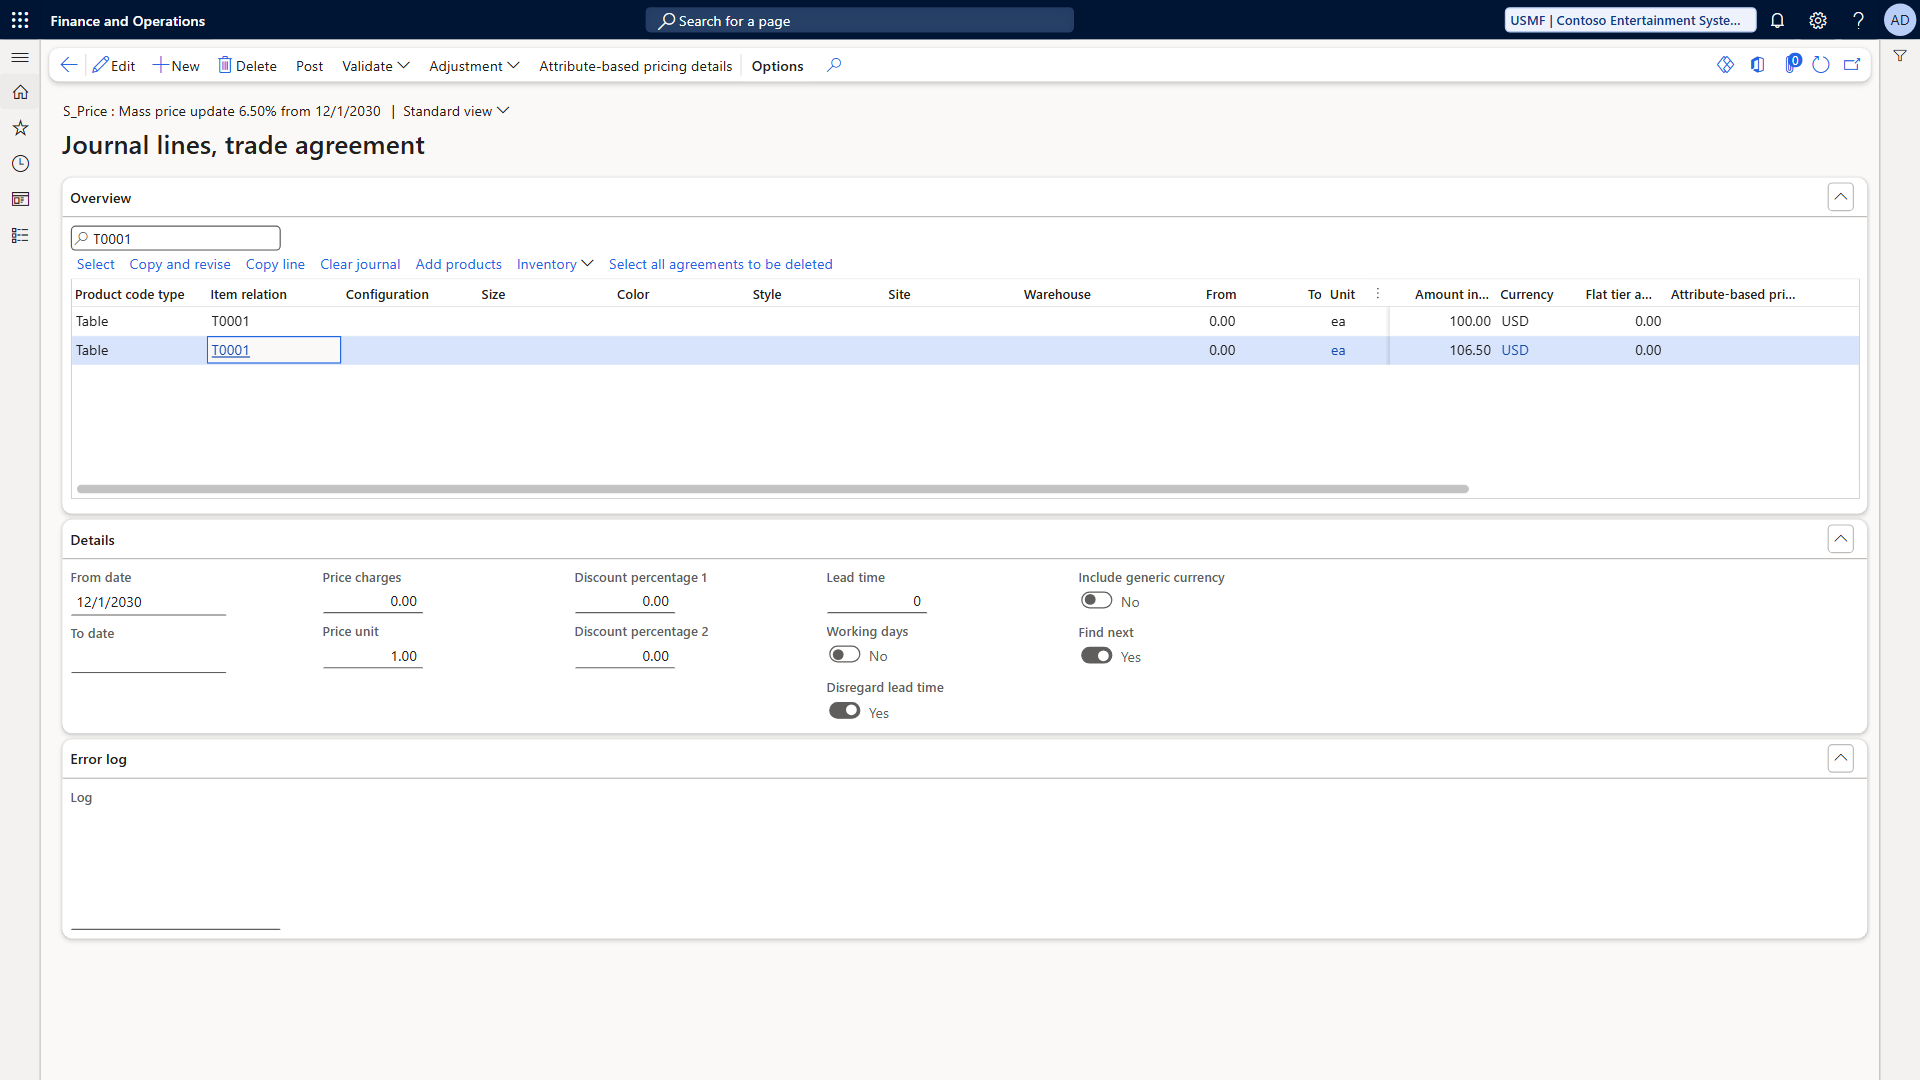 Finance and Operations
Search for a page
USMF | Contoso Entertainment Syste...
AD
Edit New Delete Post Validate Adjustment Attribute-based pricing details Options
0
S_Price : Mass price update 6.50% from 12/1/2030 | Standard view
Journal lines, trade agreement
Overview
T0001
Select Copy and revise Copy line Clear journal Add products Inventory Select all agreements to be deleted
Product code type Item relation Configuration Size Color Style Site Warehouse From To Unit Amount in... Currency Flat tier a... Attribute-based pri...
Table T0001 0.00 ea 100.00 USD 0.00
Table T0001 0.00 ea 106.50 USD 0.00
Details
From date Price charges Discount percentage 1 Lead time Include generic currency
12/1/2030 0.00 0.00 0 No
To date Price unit Discount percentage 2 Working days Find next
1.00 0.00 No Yes
Disregard lead time
Yes
Error log
Log